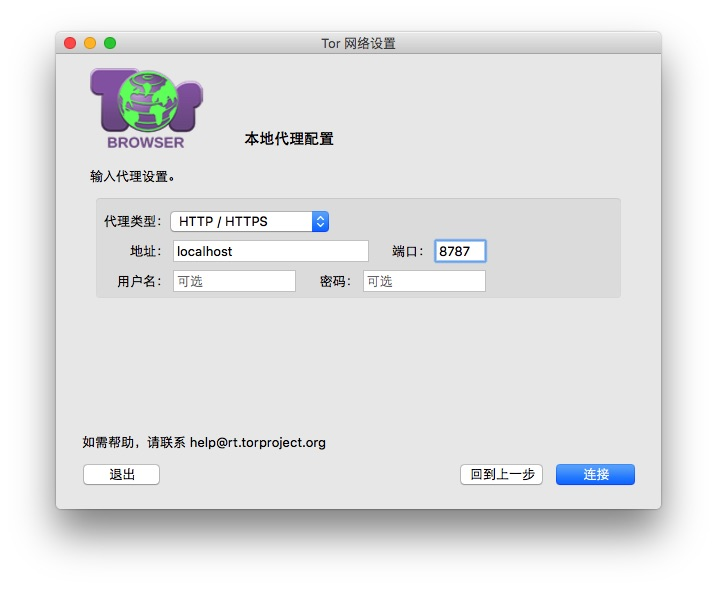 Tor 网络设置
Tor
BROWSER
本地代理配置
输入代理设置。
代理类型: HTTP / HTTPS
地址: localhost 端口: 8787
用户名: 可选 密码: 可选
如需帮助，请联系 help@rt.torproject.org
退出 回到上一步 连接